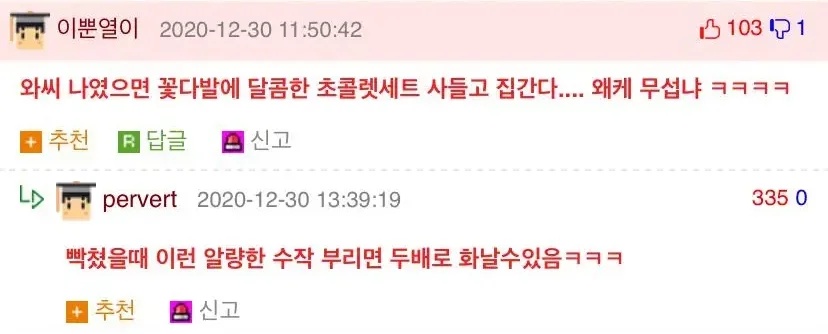 이뿐열이 2020-12-30 11:50:42 103 1
와씨 나였으면 꽃다발에 달콤한 초콜렛세트 사들고 집간다.... 왜케 무섭냐 ㅋㅋㅋㅋ
추천 R 답글 신고
pervert 2020-12-30 13:39:19 335 0
빡쳤을때 이런 알량한 수작 부리면 두배로 화날수있음ㅋㅋㅋ
추천 신고